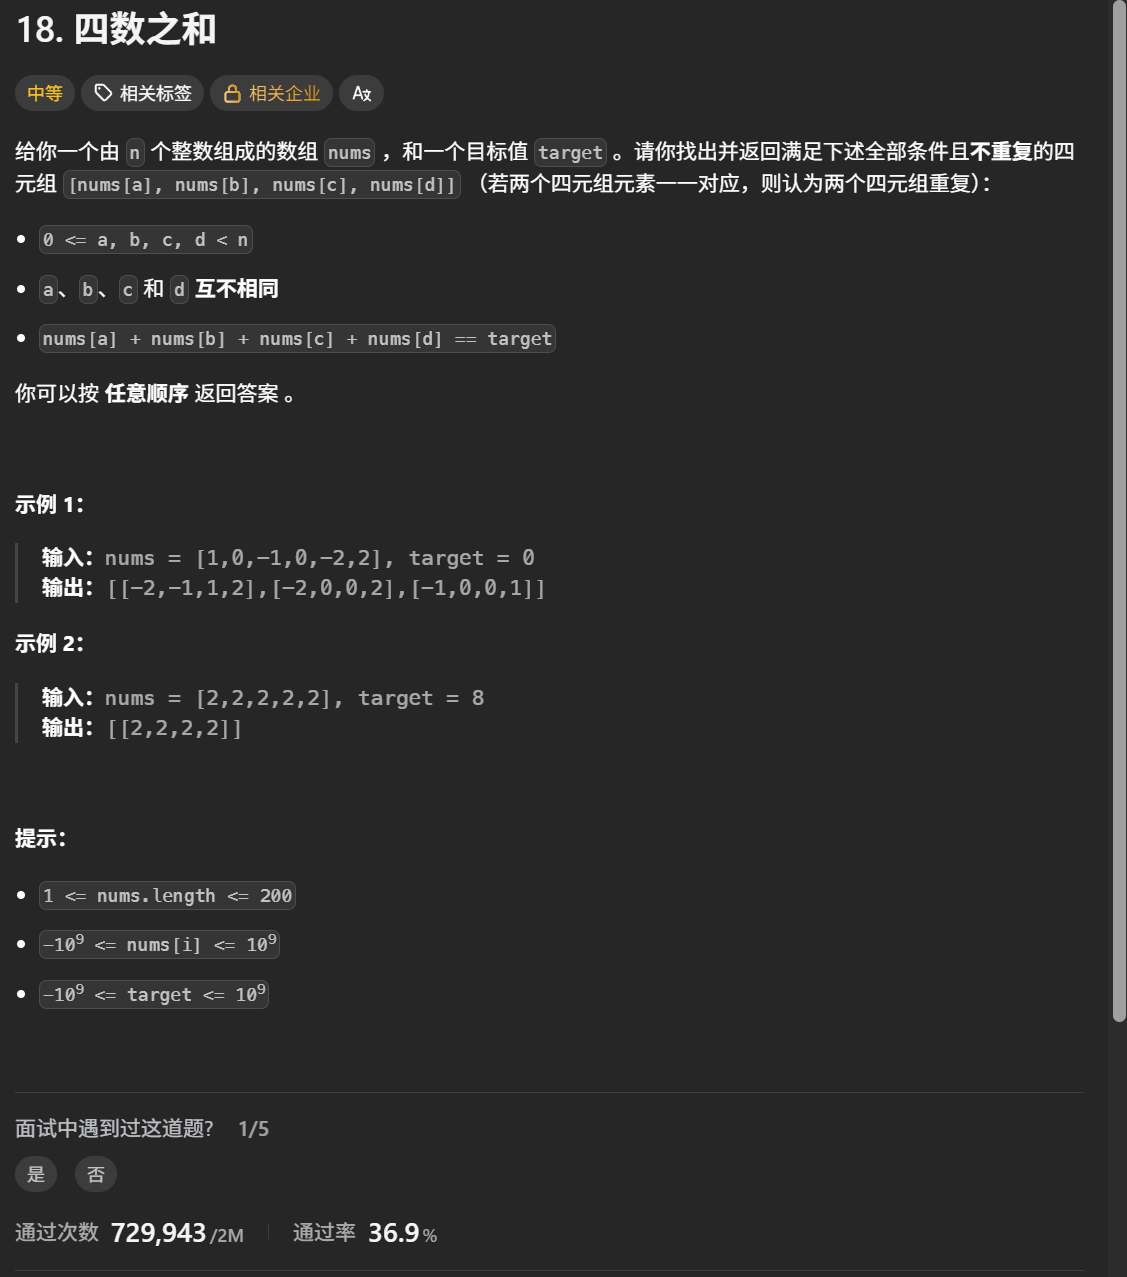 18. 四数之和
中等 相关标签 相关企业 A文
给你一个由 n 个整数组成的数组 nums ，和一个目标值 target 。请你找出并返回满足下述全部条件且不重复的四
元组 [nums[a], nums[b], nums[c], nums[d]] （若两个四元组元素一一对应，则认为两个四元组重复）：
0 <= a, b, c, d < n
a、b、c 和 d 互不相同
nums[a] + nums[b] + nums[c] + nums[d] == target
你可以按 任意顺序 返回答案 。
示例 1：
输入：nums = [1,0,-1,0,-2,2], target = 0
输出：[[-2,-1,1,2],[-2,0,0,2],[-1,0,0,1]]
示例 2：
输入：nums = [2,2,2,2,2], target = 8
输出：[[2,2,2,2]]
提示：
1 <= nums.length <= 200
-10⁹ <= nums[i] <= 10⁹
-10⁹ <= target <= 10⁹
面试中遇到过这道题? 1/5
是 否
通过次数 729,943/2M 通过率 36.9%